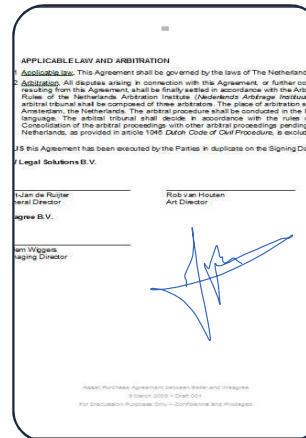 APPLICABLE LAW AND ARBITRATION
1 Applicable law. This Agreement shall be governed by the laws of The Netherland
2 Arbitration. All disputes arising in connection with this Agreement, or further co
resulting from this Agreement, shall be finally settled in accordance with the Arb
Rules of the Netherlands Arbitration Institute (Nederlands Arbitrage Instituu
arbitral tribunal shall be composed of three arbitrators. The place of arbitration s
Amsterdam, The Netherlands. The arbitral procedure shall be conducted in the
language. The arbitral tribunal shall decide in accordance with the rules
Consolidation of the arbitral proceedings with other arbitral proceedings pending
Netherlands, as provided in article 1046 Dutch Code of Civil Procedure, is exclu
US this Agreement has been executed by the Parties in duplicate on the Signing Da
Legal Solutions B.V.
t-Jan de Ruijter
Rob van Houten
neral Director
Art Director
agree B.V.
em Wiggers
naging Director
Asset Purchase Agreement between Seller and Weagree
9 March 2009 – Draft 001
For Discussion Purpose Only – Confidential and Privileged